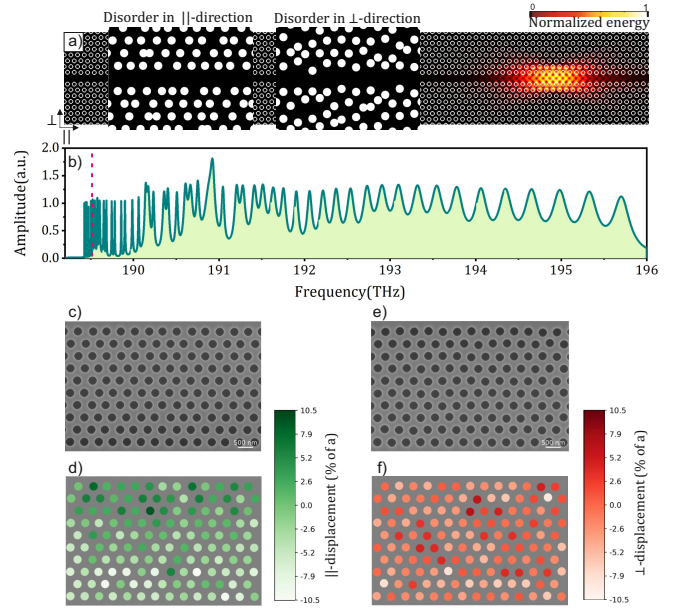 Disorder in ||-direction
Disorder in ⊥-direction
0 1
Normalized energy
a)
⊥
||
b)
Amplitude(a.u.)
2.0
1.5
1.0
0.5
0.0
190 191 192 193 194 195 196
Frequency(THz)
c)
500 nm
d)
10.5
7.9
5.2
2.6
0.0
-2.6
-5.2
-7.9
-10.5
||-displacement (% of a)
e)
500 nm
f)
10.5
7.9
5.2
2.6
0.0
-2.6
-5.2
-7.9
-10.5
⊥-displacement (% of a)